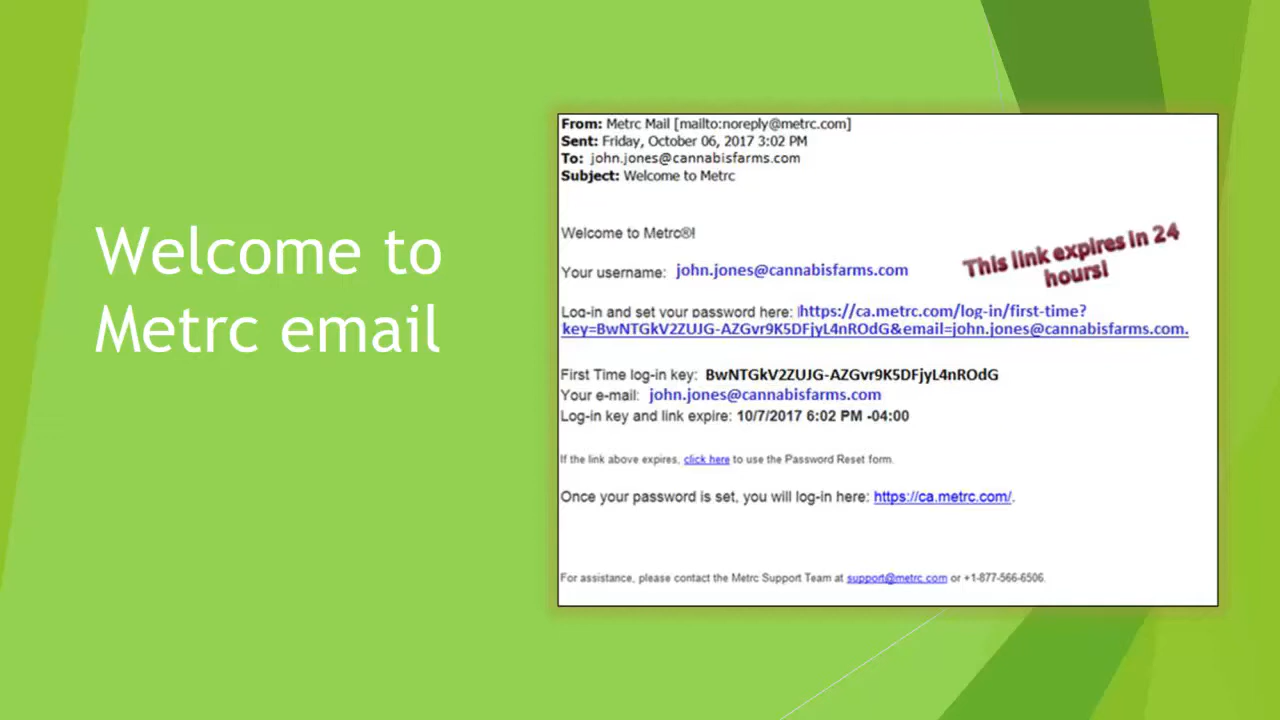 Welcome to
Metrc email
From: Metrc Mail [mailto:noreply@metrc.com]
Sent: Friday, October 06, 2017 3:02 PM
To: john.jones@cannabisfarms.com
Subject: Welcome to Metrc
Welcome to Metrc®!
This link expires in 24
hours!
Your username: john.jones@cannabisfarms.com
Log-in and set your password here: https://ca.metrc.com/log-in/first-time?
key=BwNTGkV2ZUJG-AZGvr9K5DFjyL4nROdG&email=john.jones@cannabisfarms.com.
First Time log-in key: BwNTGkV2ZUJG-AZGvr9K5DFjyL4nROdG
Your e-mail: john.jones@cannabisfarms.com
Log-in key and link expire: 10/7/2017 6:02 PM -04:00
If the link above expires, click here to use the Password Reset form.
Once your password is set, you will log-in here: https://ca.metrc.com/.
For assistance, please contact the Metrc Support Team at support@metrc.com or +1-877-566-6506.